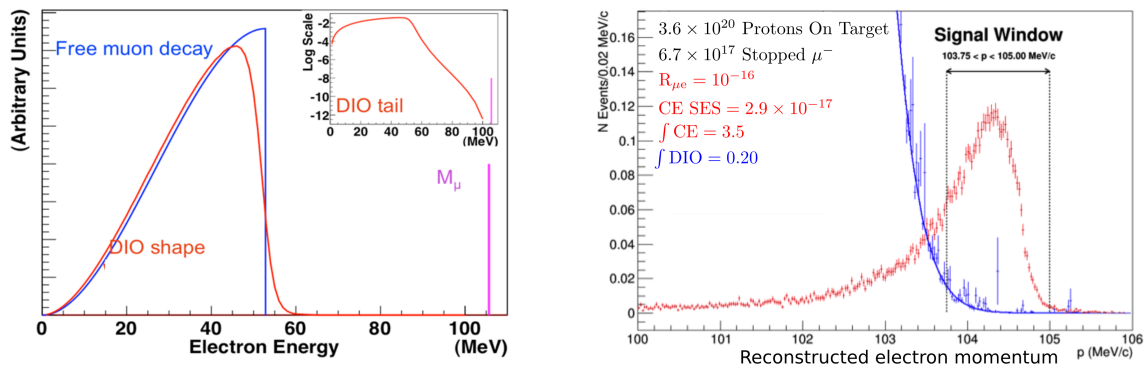 (Arbitrary Units)
Free muon decay
DIO shape
Mμ
0
20
40
60
80
100
Electron Energy
(MeV)
Log Scale
-2
-4
-6
-8
-10
-12
DIO tail
0
20
40
60
80
100
(MeV)
N Events/0.02 MeV/c
0.16
0.14
0.12
0.1
0.08
0.06
0.04
0.02
0
3.6 × 10²⁰ Protons On Target
6.7 × 10¹⁷ Stopped μ⁻
Rμe = 10⁻¹⁶
CE SES = 2.9 × 10⁻¹⁷
∫ CE = 3.5
∫ DIO = 0.20
Signal Window
103.75 < p < 105.00 MeV/c
100
101
102
103
104
105
106
Reconstructed electron momentum
p (MeV/c)